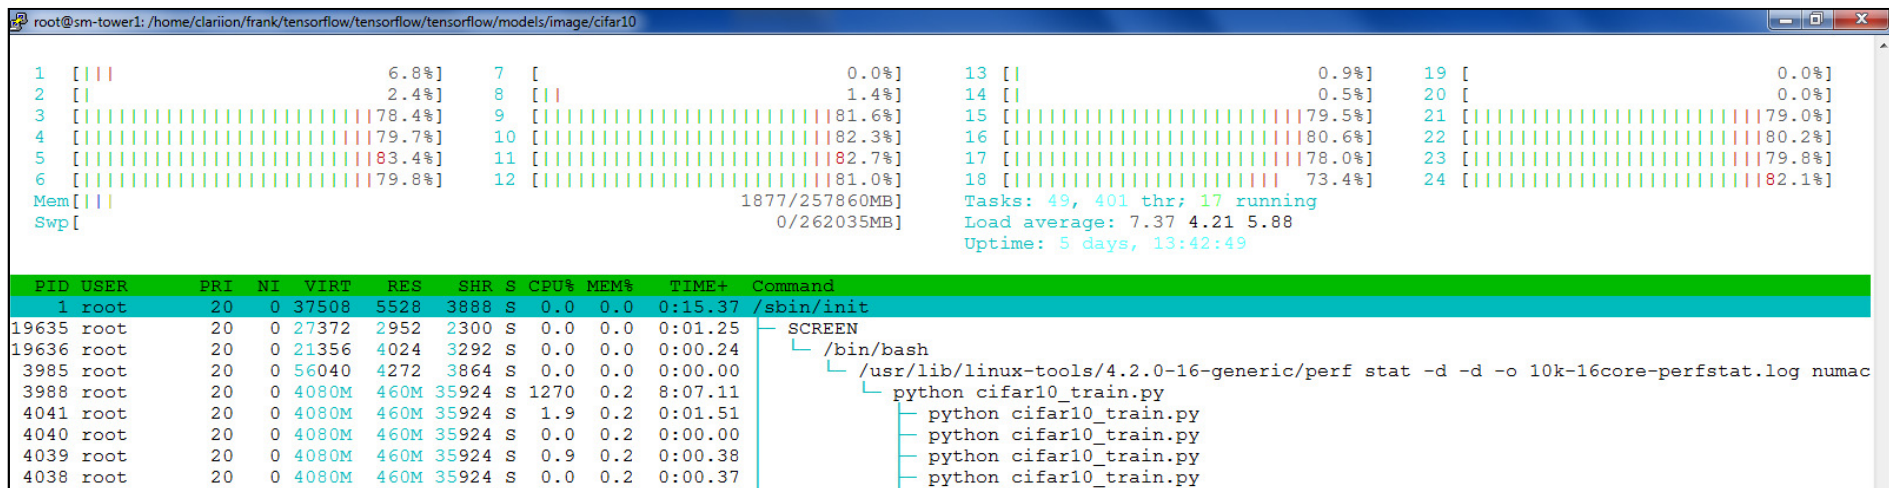 root@sm-tower1: /home/clariion/frank/tensorflow/tensorflow/tensorflow/models/image/cifar10
1 [||| 6.8%] 7 [ 0.0%] 13 [| 0.9%] 19 [ 0.0%]
2 [| 2.4%] 8 [|| 1.4%] 14 [| 0.5%] 20 [ 0.0%]
3 [|||||||||||||||||||||||||78.4%] 9 [|||||||||||||||||||||||||81.6%] 15 [|||||||||||||||||||||||||79.5%] 21 [|||||||||||||||||||||||||79.0%]
4 [|||||||||||||||||||||||||79.7%] 10 [|||||||||||||||||||||||||82.3%] 16 [|||||||||||||||||||||||||80.6%] 22 [|||||||||||||||||||||||||80.2%]
5 [|||||||||||||||||||||||||83.4%] 11 [|||||||||||||||||||||||||82.7%] 17 [|||||||||||||||||||||||||78.0%] 23 [|||||||||||||||||||||||||79.8%]
6 [|||||||||||||||||||||||||79.8%] 12 [|||||||||||||||||||||||||81.0%] 18 [||||||||||||||||||||||| 73.4%] 24 [|||||||||||||||||||||||||82.1%]
Mem[||| 1877/257860MB] Tasks: 49, 401 thr; 17 running
Swp[ 0/262035MB] Load average: 7.37 4.21 5.88
Uptime: 5 days, 13:42:49
PID USER PRI NI VIRT RES SHR S CPU% MEM% TIME+ Command
1 root 20 0 37508 5528 3888 S 0.0 0.0 0:15.37 /sbin/init
19635 root 20 0 27372 2952 2300 S 0.0 0.0 0:01.25 ├─ SCREEN
19636 root 20 0 21356 4024 3292 S 0.0 0.0 0:00.24 │ └─ /bin/bash
3985 root 20 0 56040 4272 3864 S 0.0 0.0 0:00.00 │ └─ /usr/lib/linux-tools/4.2.0-16-generic/perf stat -d -d -o 10k-16core-perfstat.log numac
3988 root 20 0 4080M 460M 35924 S 1270 0.2 8:07.11 │ └─ python cifar10_train.py
4041 root 20 0 4080M 460M 35924 S 1.9 0.2 0:01.51 │ ├─ python cifar10_train.py
4040 root 20 0 4080M 460M 35924 S 0.0 0.2 0:00.00 │ ├─ python cifar10_train.py
4039 root 20 0 4080M 460M 35924 S 0.9 0.2 0:00.38 │ ├─ python cifar10_train.py
4038 root 20 0 4080M 460M 35924 S 0.0 0.2 0:00.37 │ ├─ python cifar10_train.py